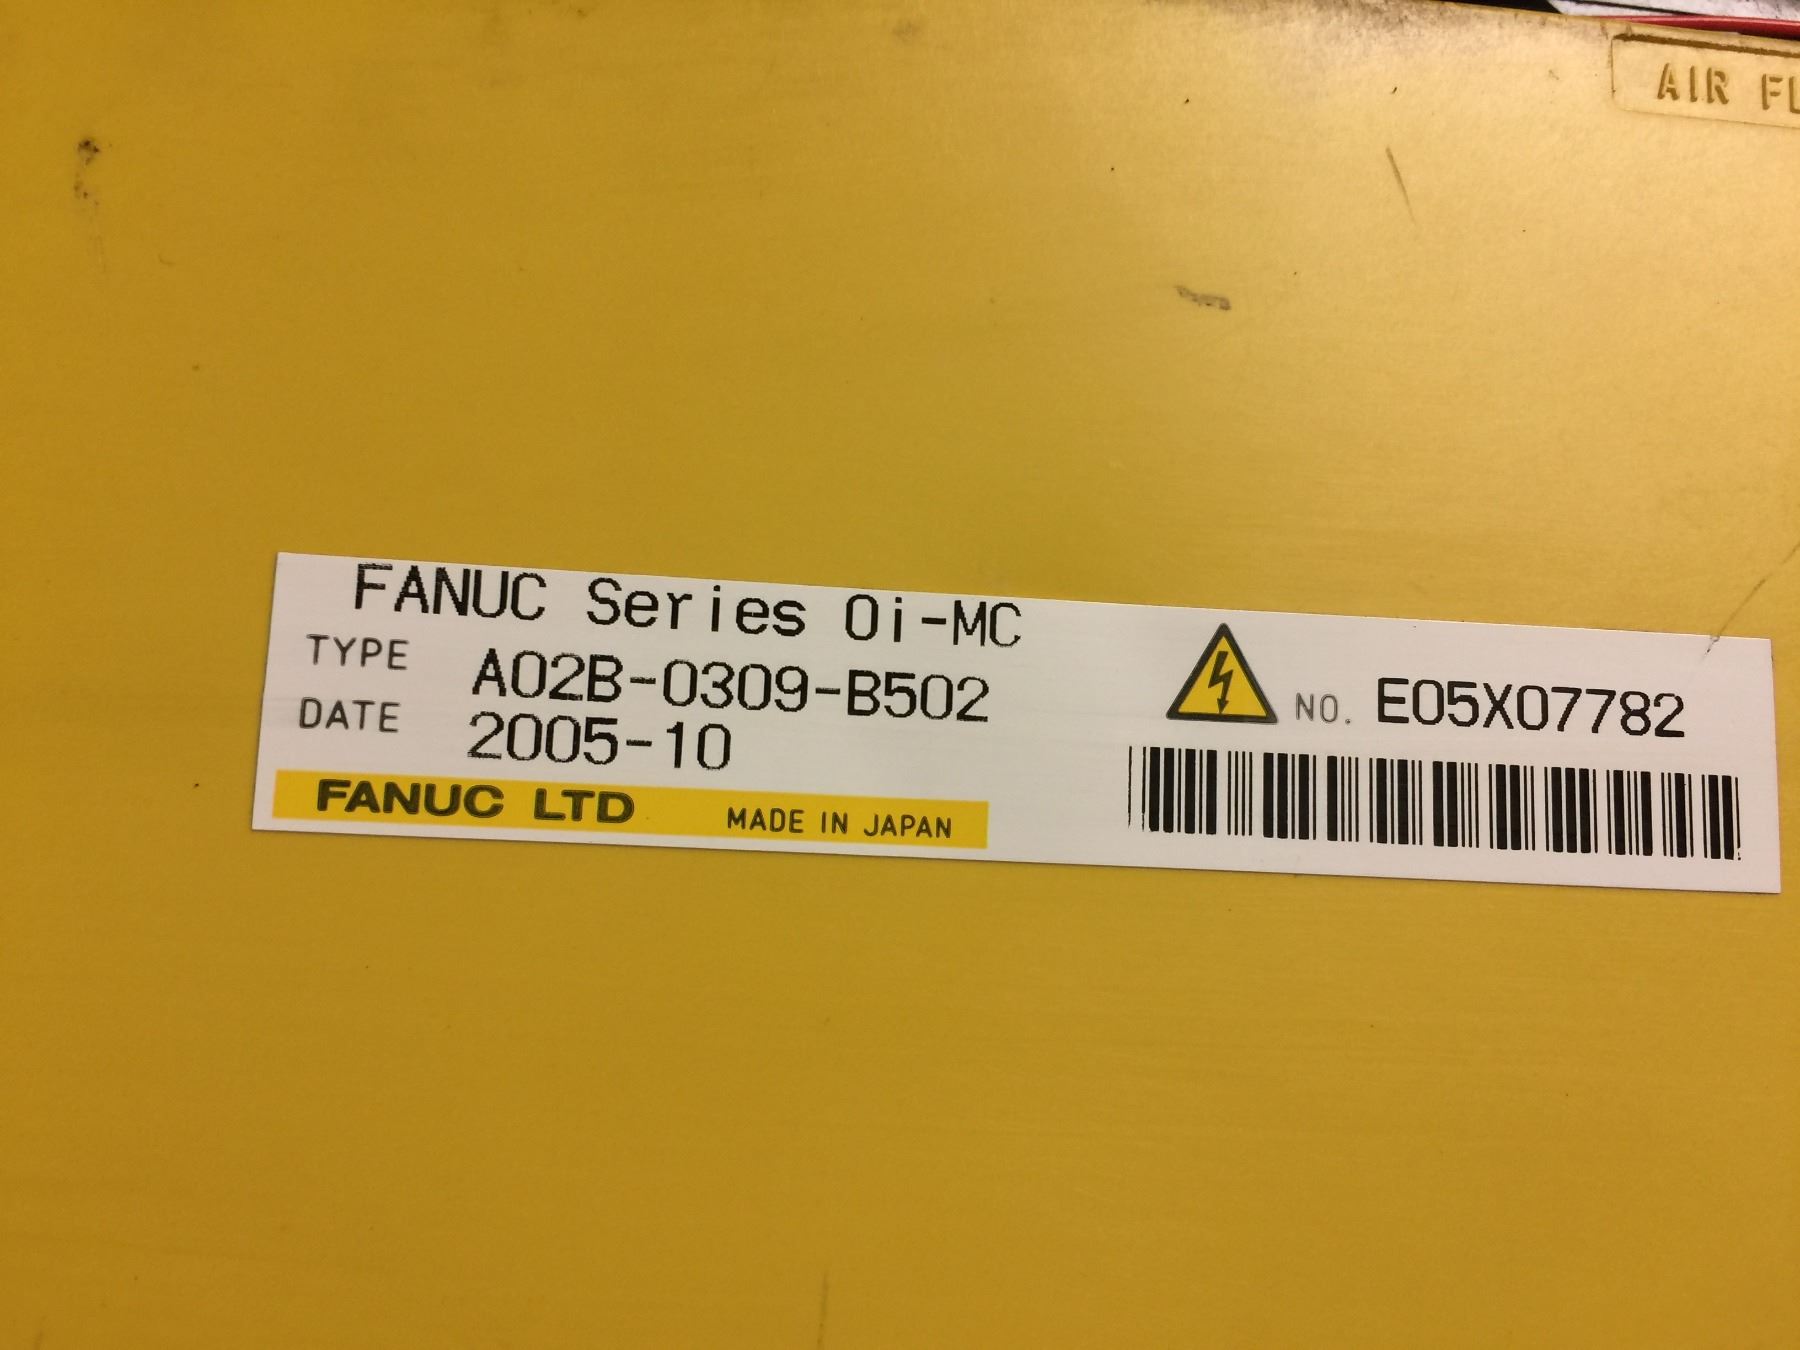 AIR FL
FANUC Series 0i-MC
TYPE A02B-0309-B502
DATE 2005-10
NO. E05X07782
FANUC LTD MADE IN JAPAN